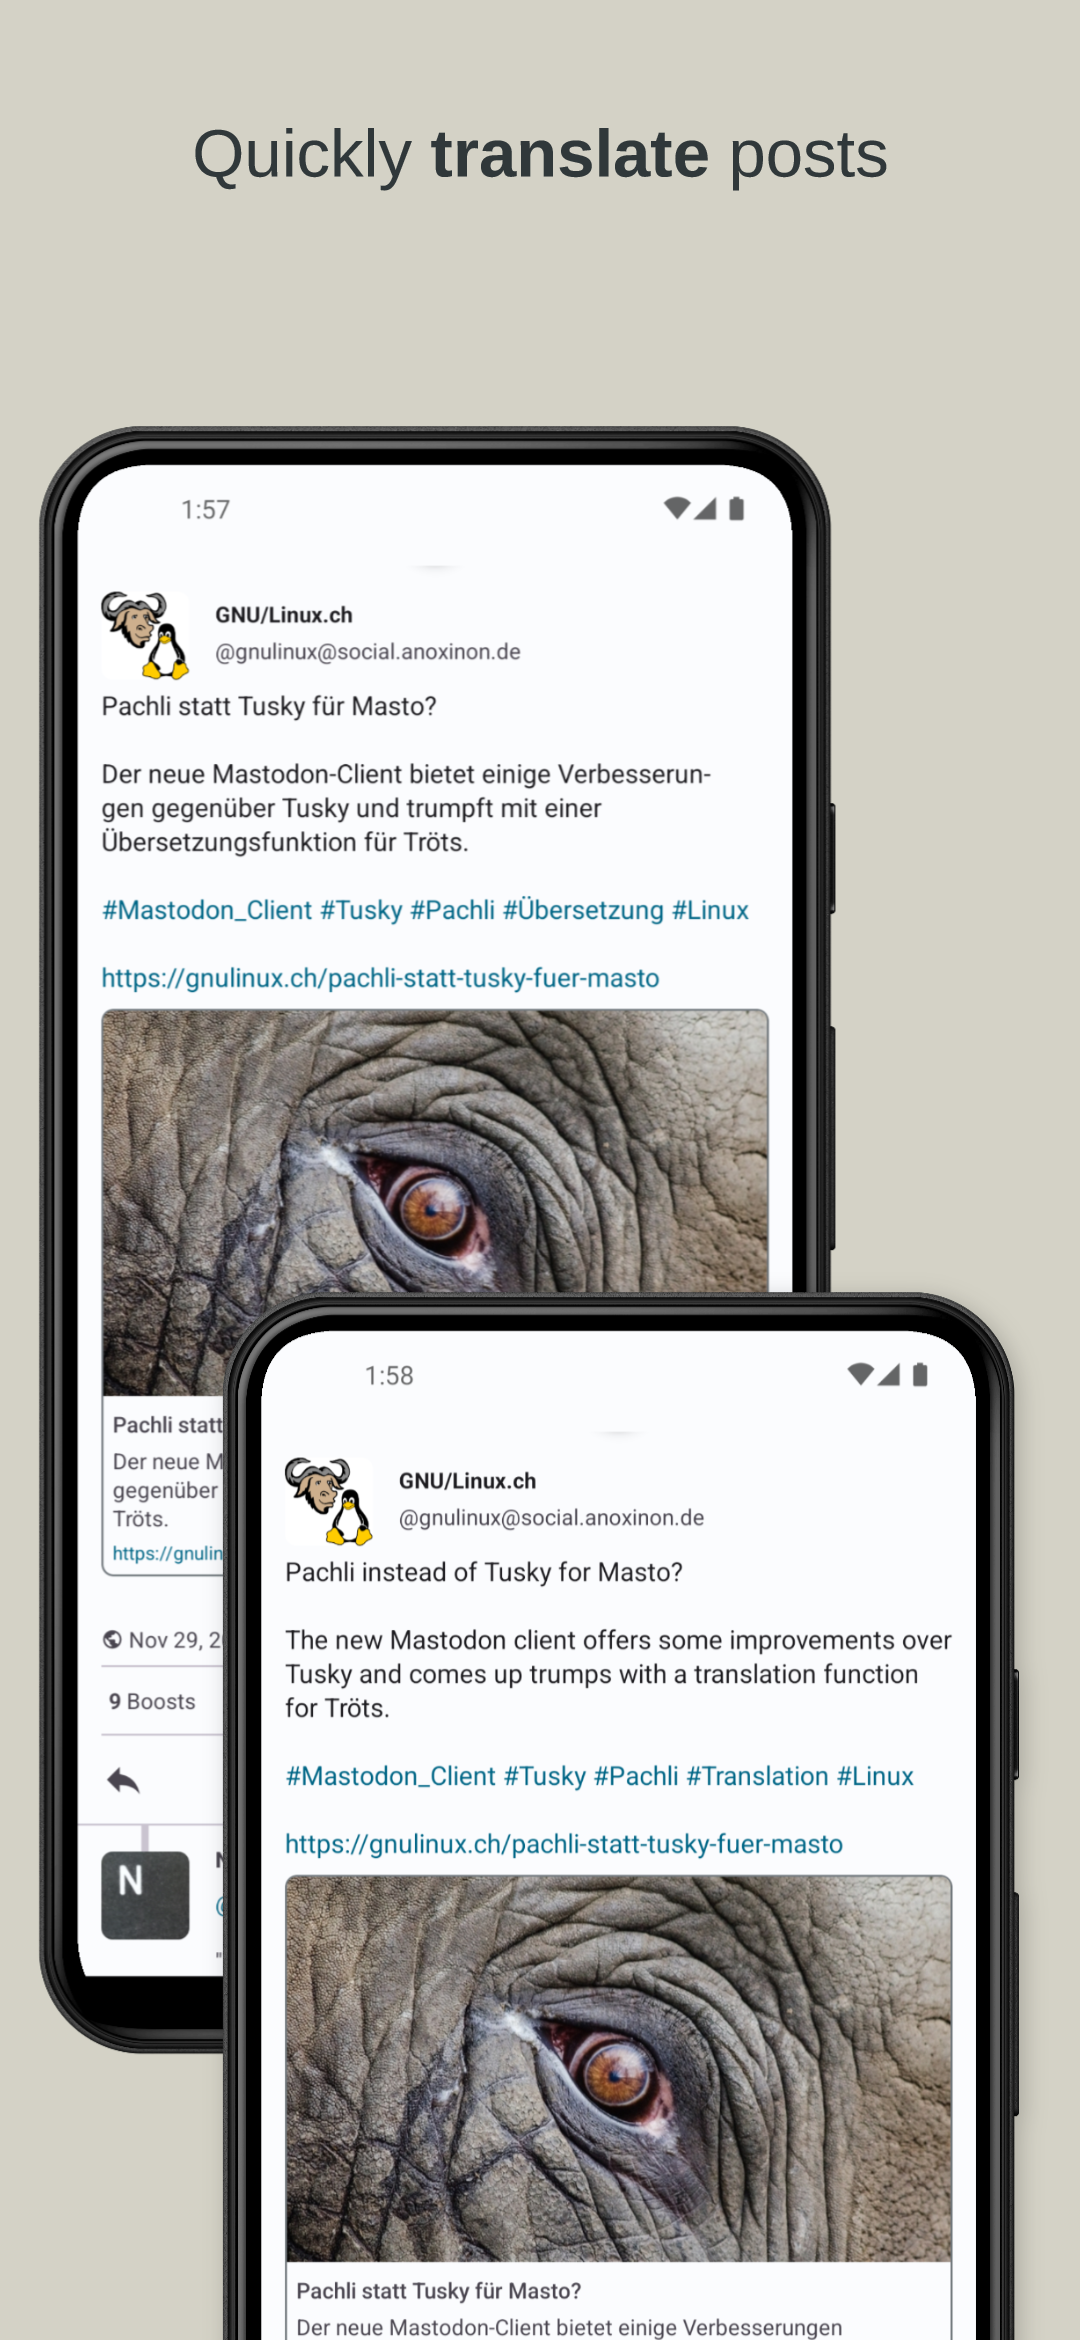 Quickly translate posts
1:57
GNU/Linux.ch
@gnulinux@social.anoxinon.de
Pachli statt Tusky für Masto?
Der neue Mastodon-Client bietet einige Verbesserun-
gen gegenüber Tusky und trumpft mit einer
Übersetzungsfunktion für Tröts.
#Mastodon_Client #Tusky #Pachli #Übersetzung #Linux
https://gnulinux.ch/pachli-statt-tusky-fuer-masto
Pachli statt
Der neue M
gegenüber
Tröts.
https://gnulin
Nov 29, 2
9 Boosts
N
1:58
GNU/Linux.ch
@gnulinux@social.anoxinon.de
Pachli instead of Tusky for Masto?
The new Mastodon client offers some improvements over
Tusky and comes up trumps with a translation function
for Tröts.
#Mastodon_Client #Tusky #Pachli #Translation #Linux
https://gnulinux.ch/pachli-statt-tusky-fuer-masto
Pachli statt Tusky für Masto?
Der neue Mastodon-Client bietet einige Verbesserungen